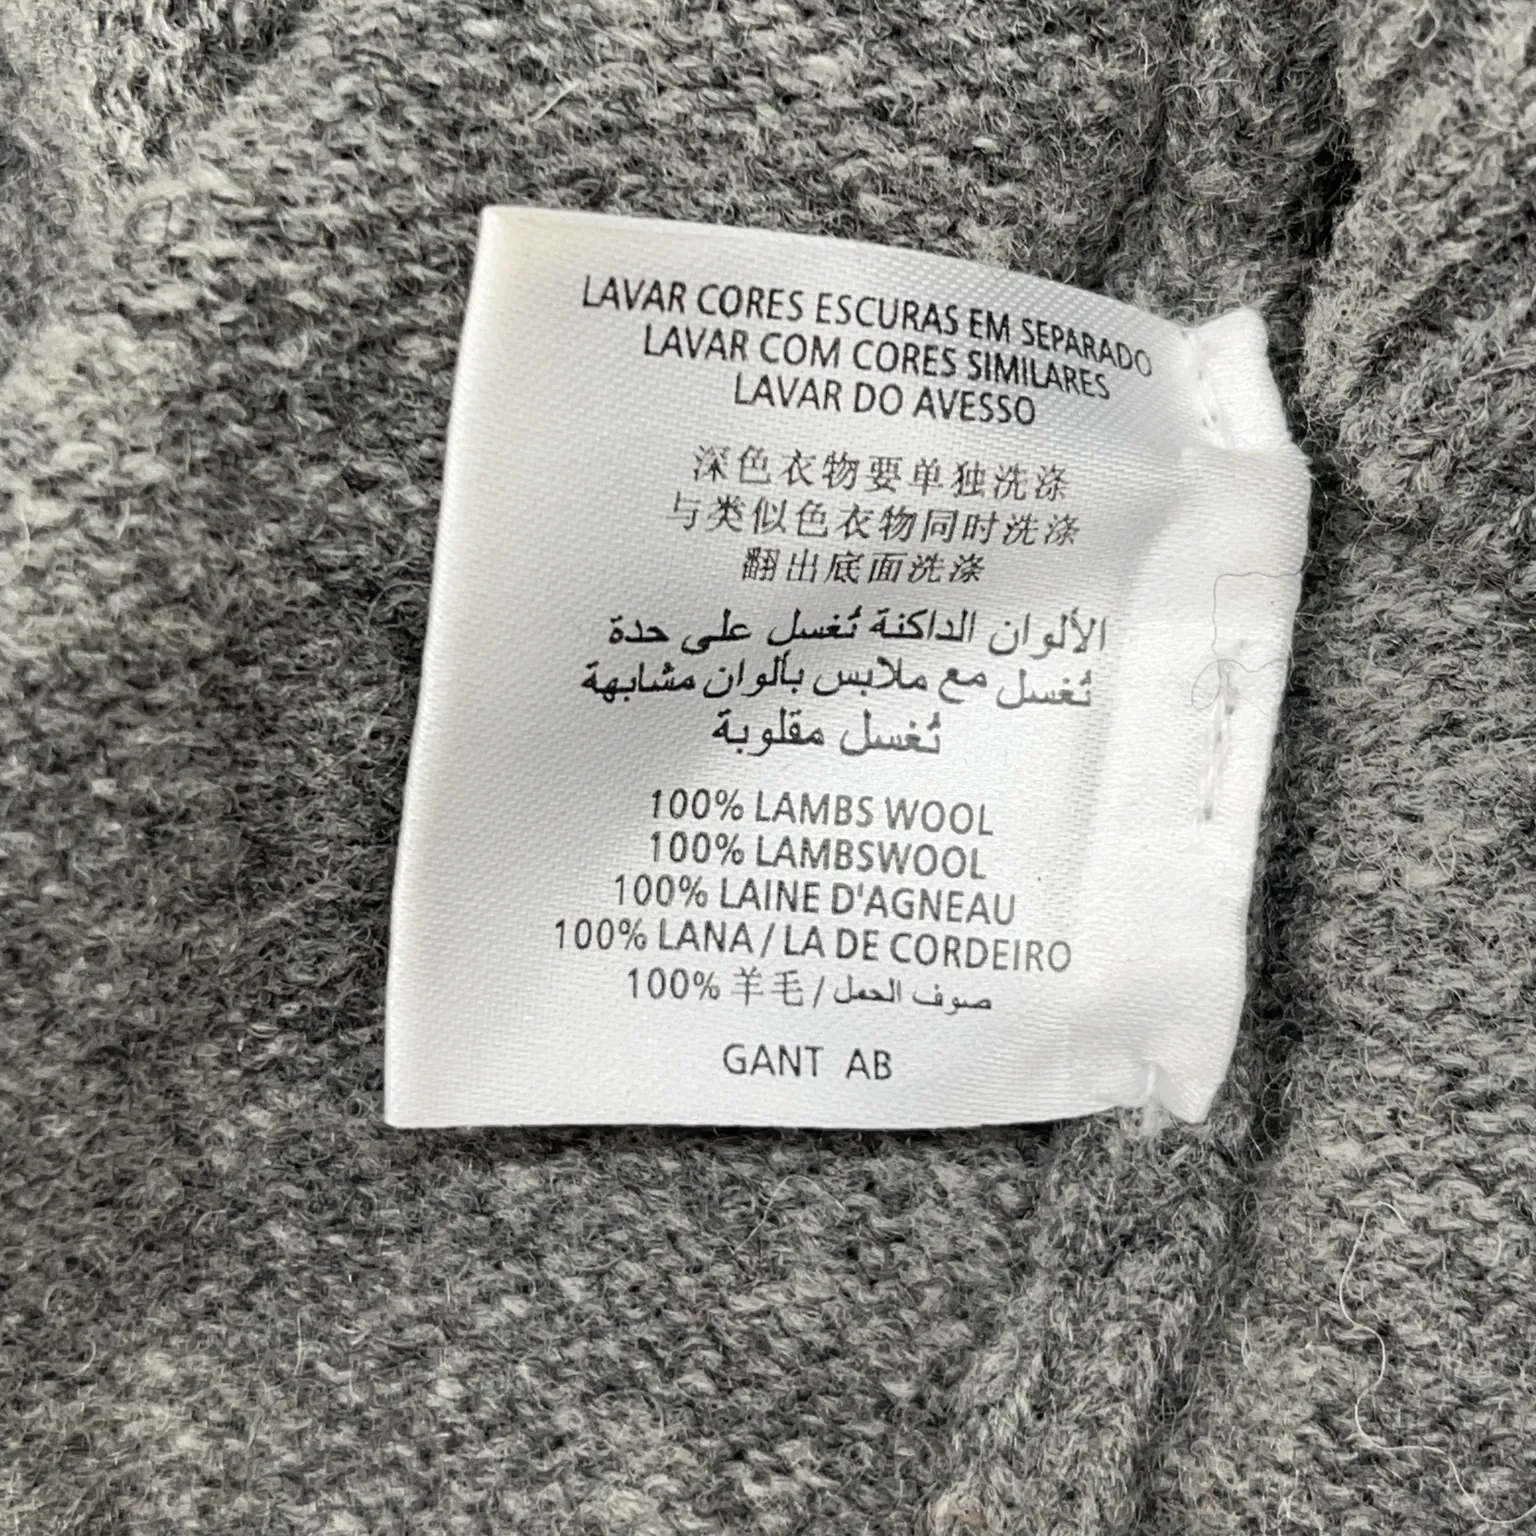 LAVAR CORES ESCURAS EM SEPARADO
LAVAR COM CORES SIMILARES
LAVAR DO AVESSO
深色衣物要单独洗涤
与类似色衣物同时洗涤
翻出底面洗涤
الألوان الداكنة تُغسل على حدة
تُغسل مع ملابس بألوان مشابهة
تُغسل مقلوبة
100% LAMBS WOOL
100% LAMBSWOOL
100% LAINE D'AGNEAU
100% LANA / LA DE CORDEIRO
100% 羊毛 / صوف الحمل
GANT AB